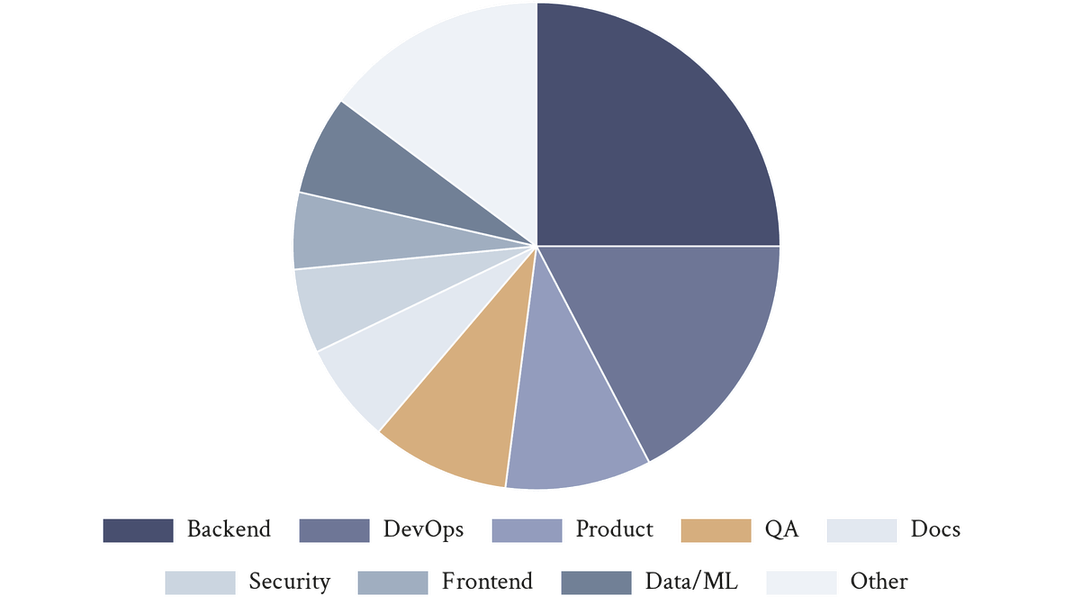 Backend DevOps Product QA Docs
Security Frontend Data/ML Other